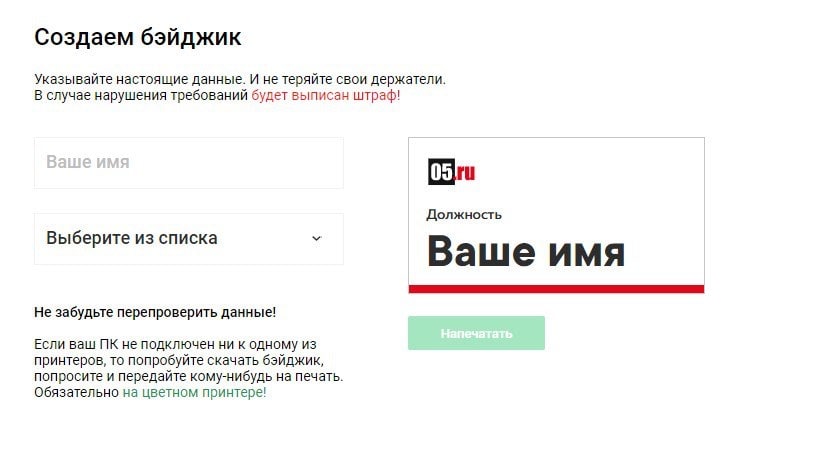 Создаем бэйджик
Указывайте настоящие данные. И не теряйте свои держатели.
В случае нарушения требований будет выписан штраф!
Ваше имя
Выберите из списка
Не забудьте перепроверить данные!
Если ваш ПК не подключен ни к одному из
принтеров, то попробуйте скачать бэйджик,
попросите и передайте кому-нибудь на печать.
Обязательно на цветном принтере!
05.ru
Должность
Ваше имя
Напечатать